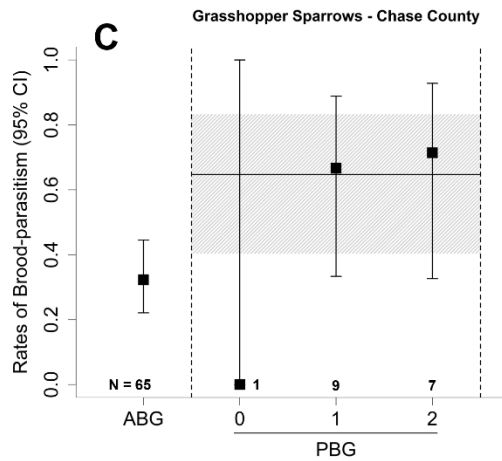 C
Grasshopper Sparrows - Chase County
Rates of Brood-parasitism (95% CI)
1.0
0.8
0.6
0.4
0.2
0.0
N = 65
1
9
7
ABG
0
1
2
PBG